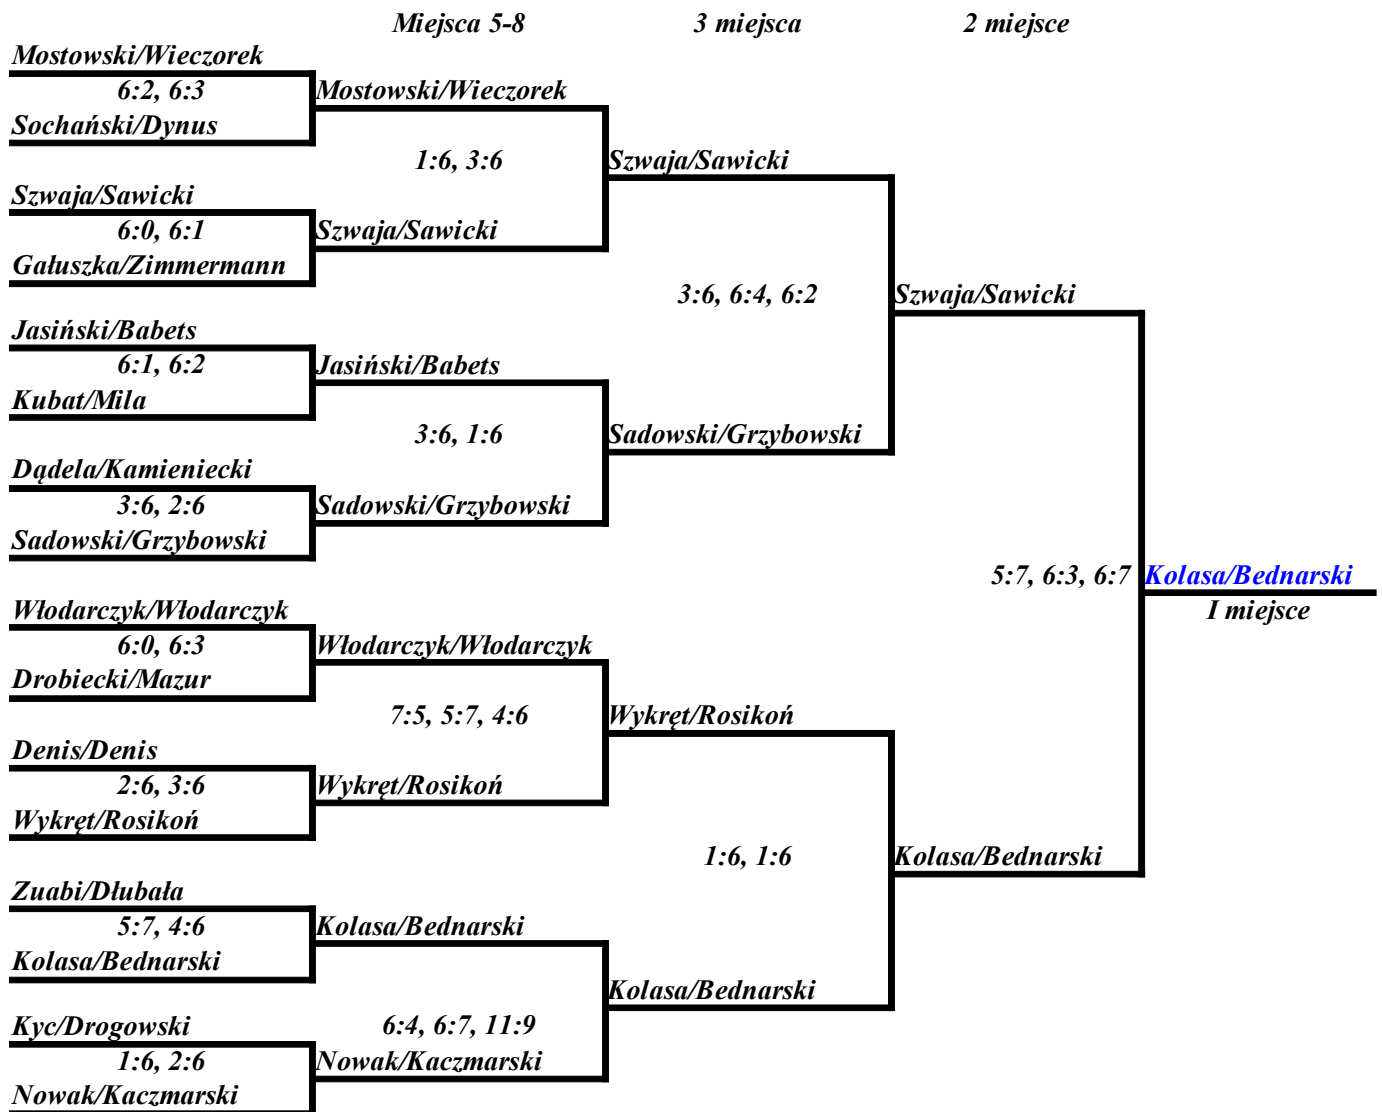 Miejsca 5-8 3 miejsca 2 miejsce
Mostowski/Wieczorek
6:2, 6:3
Mostowski/Wieczorek
Sochański/Dynus
1:6, 3:6
Szwaja/Sawicki
Szwaja/Sawicki
6:0, 6:1
Szwaja/Sawicki
Gałuszka/Zimmermann
3:6, 6:4, 6:2
Szwaja/Sawicki
Jasiński/Babets
6:1, 6:2
Jasiński/Babets
Kubat/Mila
3:6, 1:6
Sadowski/Grzybowski
Dądela/Kamieniecki
3:6, 2:6
Sadowski/Grzybowski
Sadowski/Grzybowski
5:7, 6:3, 6:7
Kolasa/Bednarski
I miejsce
Włodarczyk/Włodarczyk
6:0, 6:3
Włodarczyk/Włodarczyk
Drobiecki/Mazur
7:5, 5:7, 4:6
Wykręt/Rosikoń
Denis/Denis
2:6, 3:6
Wykręt/Rosikoń
Wykręt/Rosikoń
1:6, 1:6
Kolasa/Bednarski
Zuabi/Dłubała
5:7, 4:6
Kolasa/Bednarski
Kolasa/Bednarski
Kolasa/Bednarski
Kyc/Drogowski
6:4, 6:7, 11:9
1:6, 2:6
Nowak/Kaczmarski
Nowak/Kaczmarski